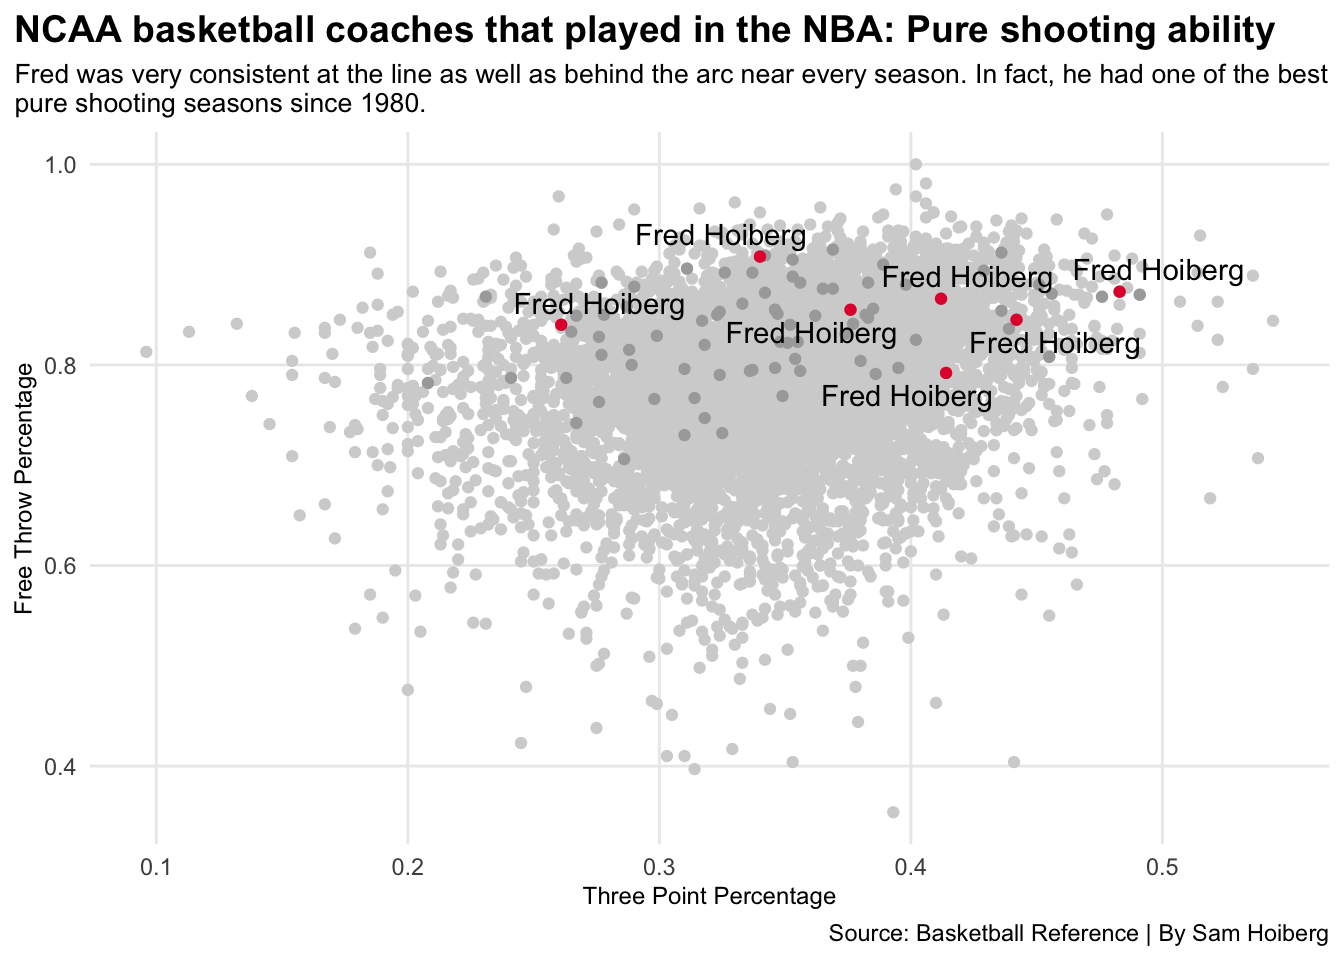 NCAA basketball coaches that played in the NBA: Pure shooting ability
Fred was very consistent at the line as well as behind the arc near every season. In fact, he had one of the best
pure shooting seasons since 1980.
1.0
Fred Hoiberg
Fred Hoiberg
Fred Hoiberg
Fred Hoiberg
Fred Hoiberg
Fred Hoiberg
0.8
Fred Hoiberg
Free Throw Percentage
0.6
0.4
0.1
0.2
0.3
0.4
0.5
Three Point Percentage
Source: Basketball Reference | By Sam Hoiberg